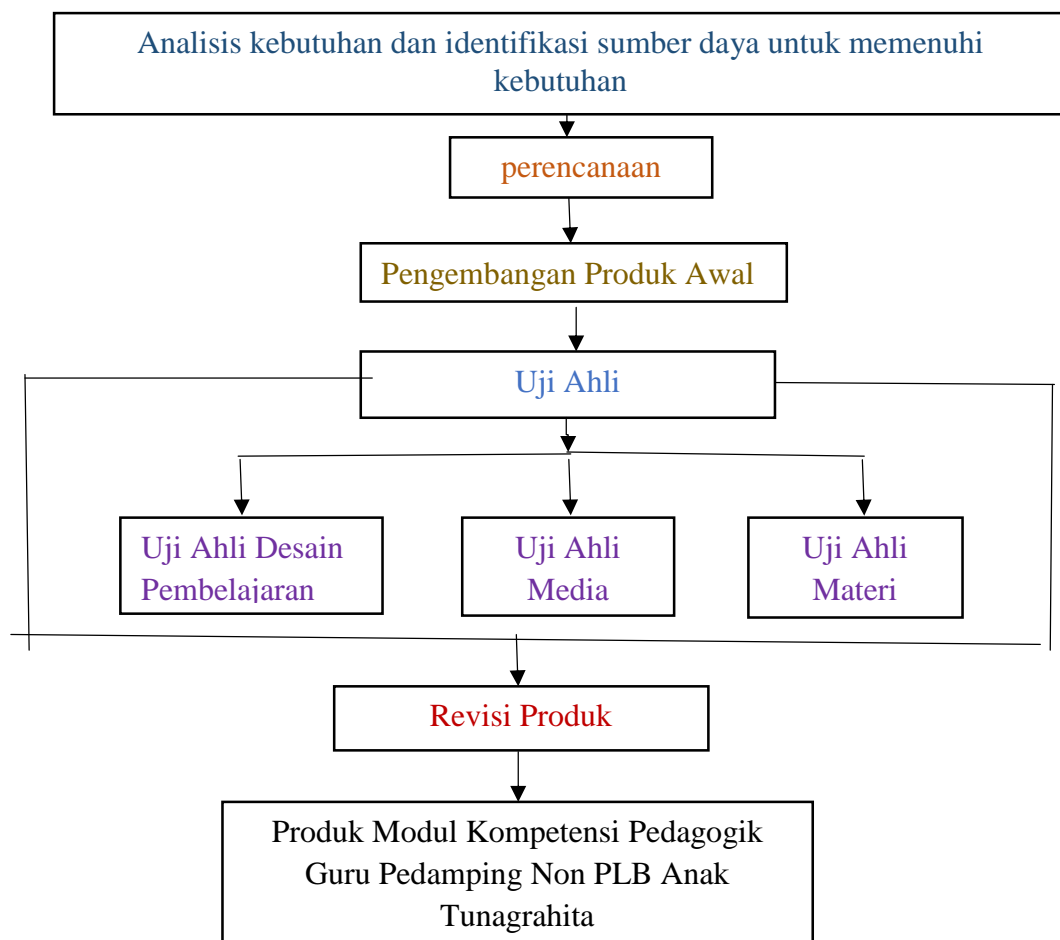 Analisis kebutuhan dan identifikasi sumber daya untuk memenuhi
kebutuhan
perencanaan
Pengembangan Produk Awal
Uji Ahli
Uji Ahli Desain
Pembelajaran
Uji Ahli
Media
Uji Ahli
Materi
Revisi Produk
Produk Modul Kompetensi Pedagogik
Guru Pedamping Non PLB Anak
Tunagrahita